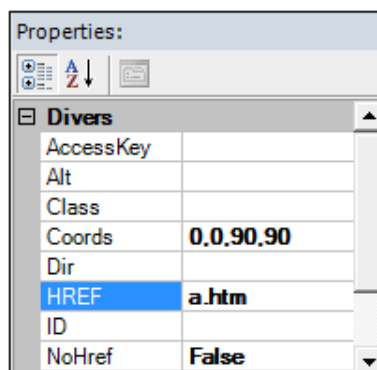 Properties:
A Z
Divers
AccessKey
Alt
Class
Coords 0,0,90,90
Dir
HREF a.htm
ID
NoHref False